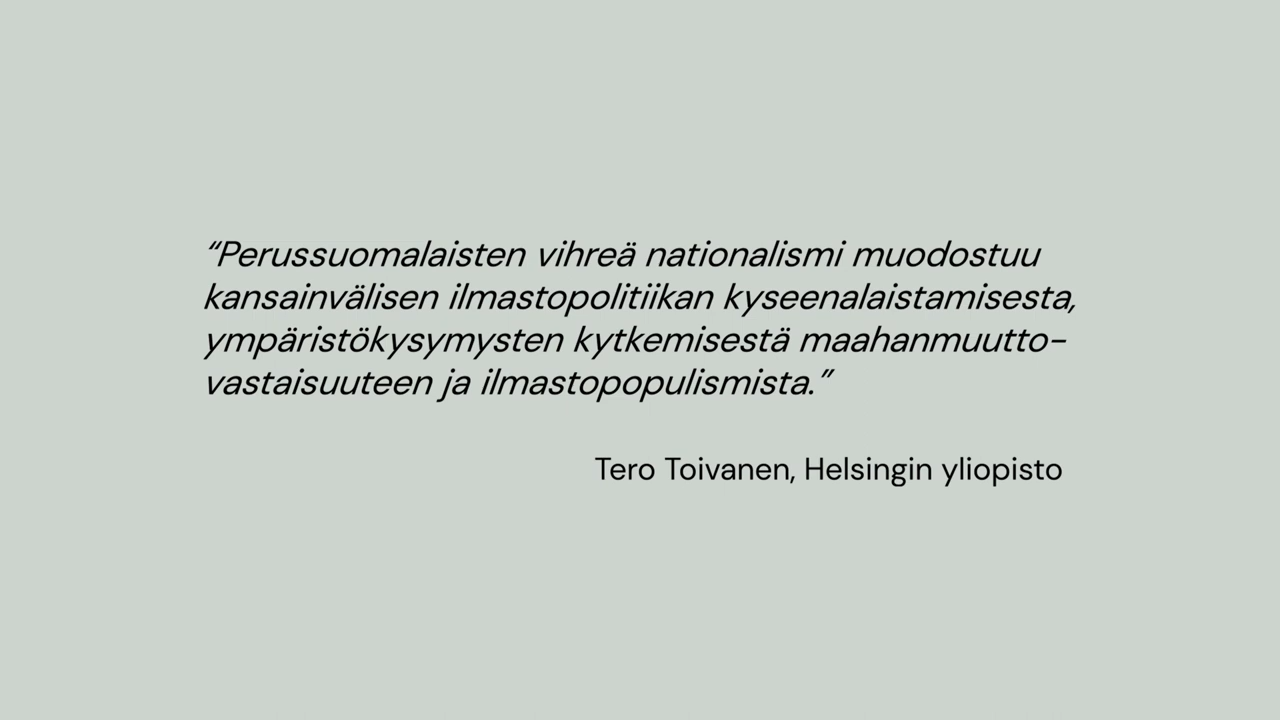 “Perussuomalaisten vihreä nationalismi muodostuu
kansainvälisen ilmastopolitiikan kyseenalaistamisesta,
ympäristökysymysten kytkemisestä maahanmuutto-
vastaisuuteen ja ilmastopopulismista.”
Tero Toivanen, Helsingin yliopisto